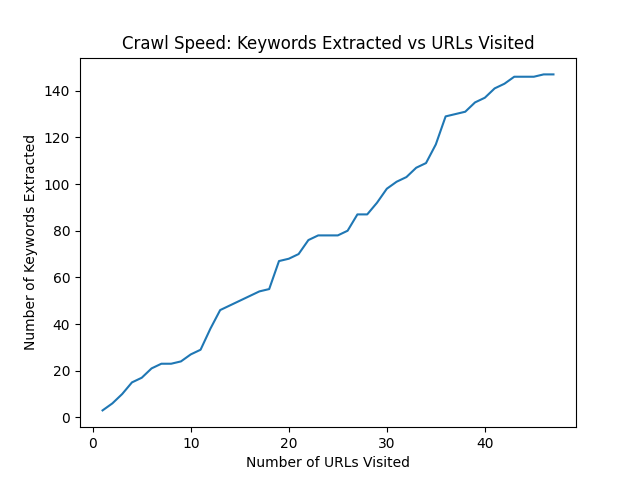 Crawl Speed: Keywords Extracted vs URLs Visited
140
120
100
80
60
40
20
0
Number of Keywords Extracted
0 10 20 30 40
Number of URLs Visited